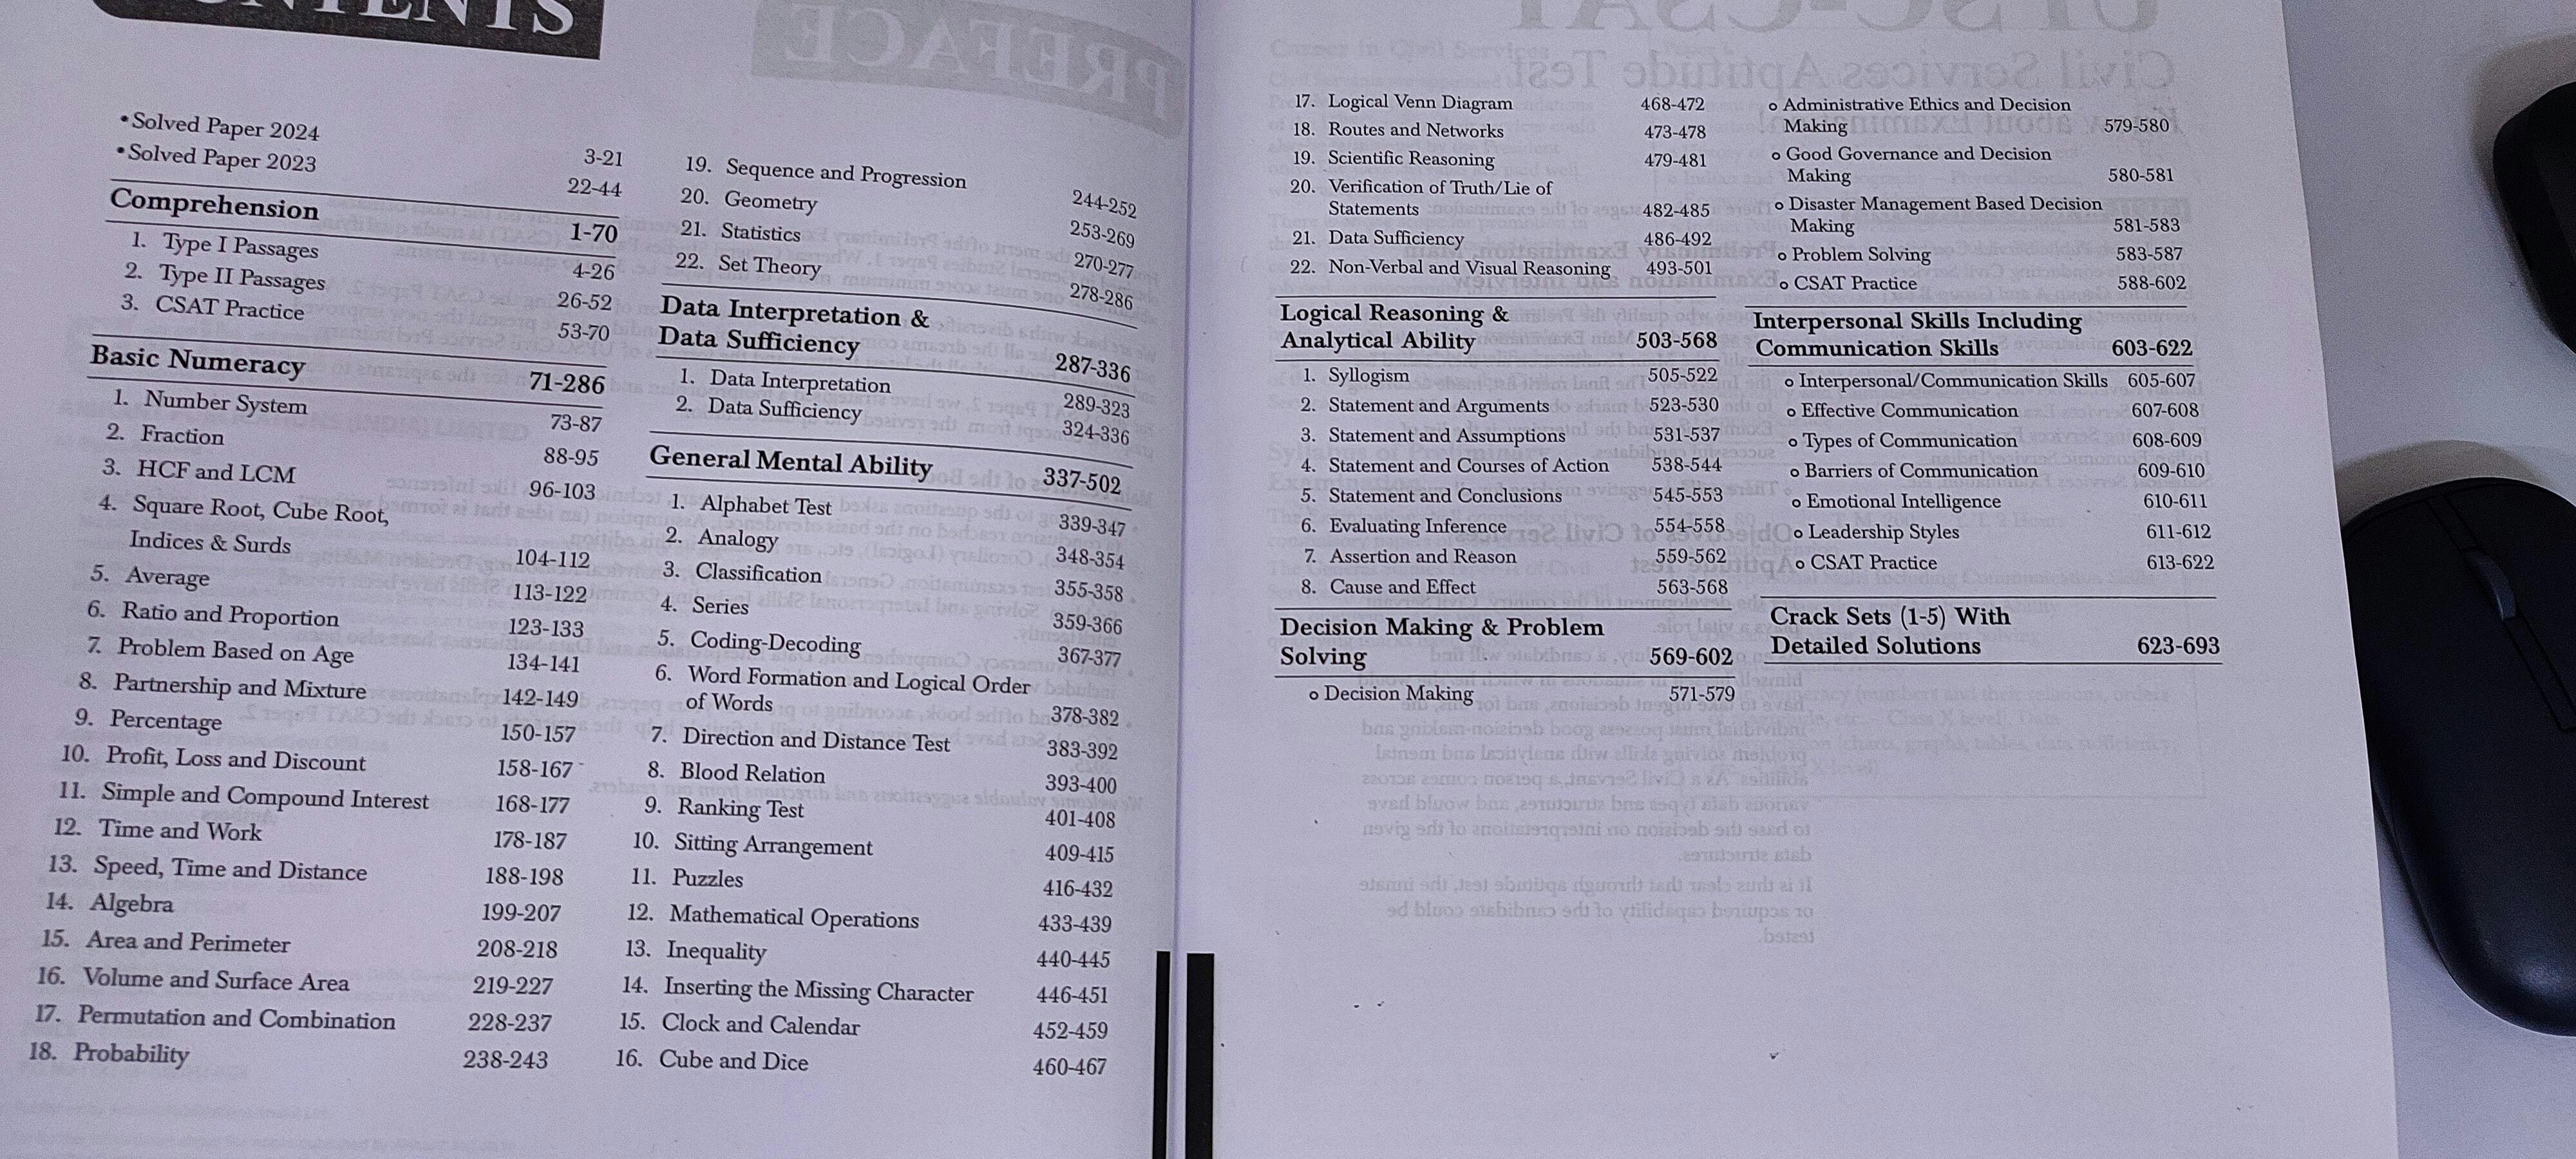 CONTENTS
• Solved Paper 2024 3-21
• Solved Paper 2023 22-44
Comprehension 1-70
1. Type I Passages 4-26
2. Type II Passages 26-52
3. CSAT Practice 53-70
Basic Numeracy 71-286
1. Number System 73-87
2. Fraction 88-95
3. HCF and LCM 96-103
4. Square Root, Cube Root,
Indices & Surds 104-112
5. Average 113-122
6. Ratio and Proportion 123-133
7. Problem Based on Age 134-141
8. Partnership and Mixture 142-149
9. Percentage 150-157
10. Profit, Loss and Discount 158-167
11. Simple and Compound Interest 168-177
12. Time and Work 178-187
13. Speed, Time and Distance 188-198
14. Algebra 199-207
15. Area and Perimeter 208-218
16. Volume and Surface Area 219-227
17. Permutation and Combination 228-237
18. Probability 238-243
19. Sequence and Progression 244-252
20. Geometry 253-269
21. Statistics 270-277
22. Set Theory 278-286
Data Interpretation &
Data Sufficiency 287-336
1. Data Interpretation 289-323
2. Data Sufficiency 324-336
General Mental Ability 337-502
1. Alphabet Test 339-347
2. Analogy 348-354
3. Classification 355-358
4. Series 359-366
5. Coding-Decoding 367-377
6. Word Formation and Logical Order
of Words 378-382
7. Direction and Distance Test 383-392
8. Blood Relation 393-400
9. Ranking Test 401-408
10. Sitting Arrangement 409-415
11. Puzzles 416-432
12. Mathematical Operations 433-439
13. Inequality 440-445
14. Inserting the Missing Character 446-451
15. Clock and Calendar 452-459
16. Cube and Dice 460-467
17. Logical Venn Diagram 468-472
18. Routes and Networks 473-478
19. Scientific Reasoning 479-481
20. Verification of Truth/Lie of
Statements 482-485
21. Data Sufficiency 486-492
22. Non-Verbal and Visual Reasoning 493-501
Logical Reasoning &
Analytical Ability 503-568
1. Syllogism 505-522
2. Statement and Arguments 523-530
3. Statement and Assumptions 531-537
4. Statement and Courses of Action 538-544
5. Statement and Conclusions 545-553
6. Evaluating Inference 554-558
7. Assertion and Reason 559-562
8. Cause and Effect 563-568
Decision Making & Problem
Solving 569-602
o Decision Making 571-579
o Administrative Ethics and Decision
Making 579-580
o Good Governance and Decision
Making 580-581
o Disaster Management Based Decision
Making 581-583
o Problem Solving 583-587
o CSAT Practice 588-602
Interpersonal Skills Including
Communication Skills 603-622
o Interpersonal/Communication Skills 605-607
o Effective Communication 607-608
o Types of Communication 608-609
o Barriers of Communication 609-610
o Emotional Intelligence 610-611
o Leadership Styles 611-612
o CSAT Practice 613-622
Crack Sets (1-5) With
Detailed Solutions 623-693